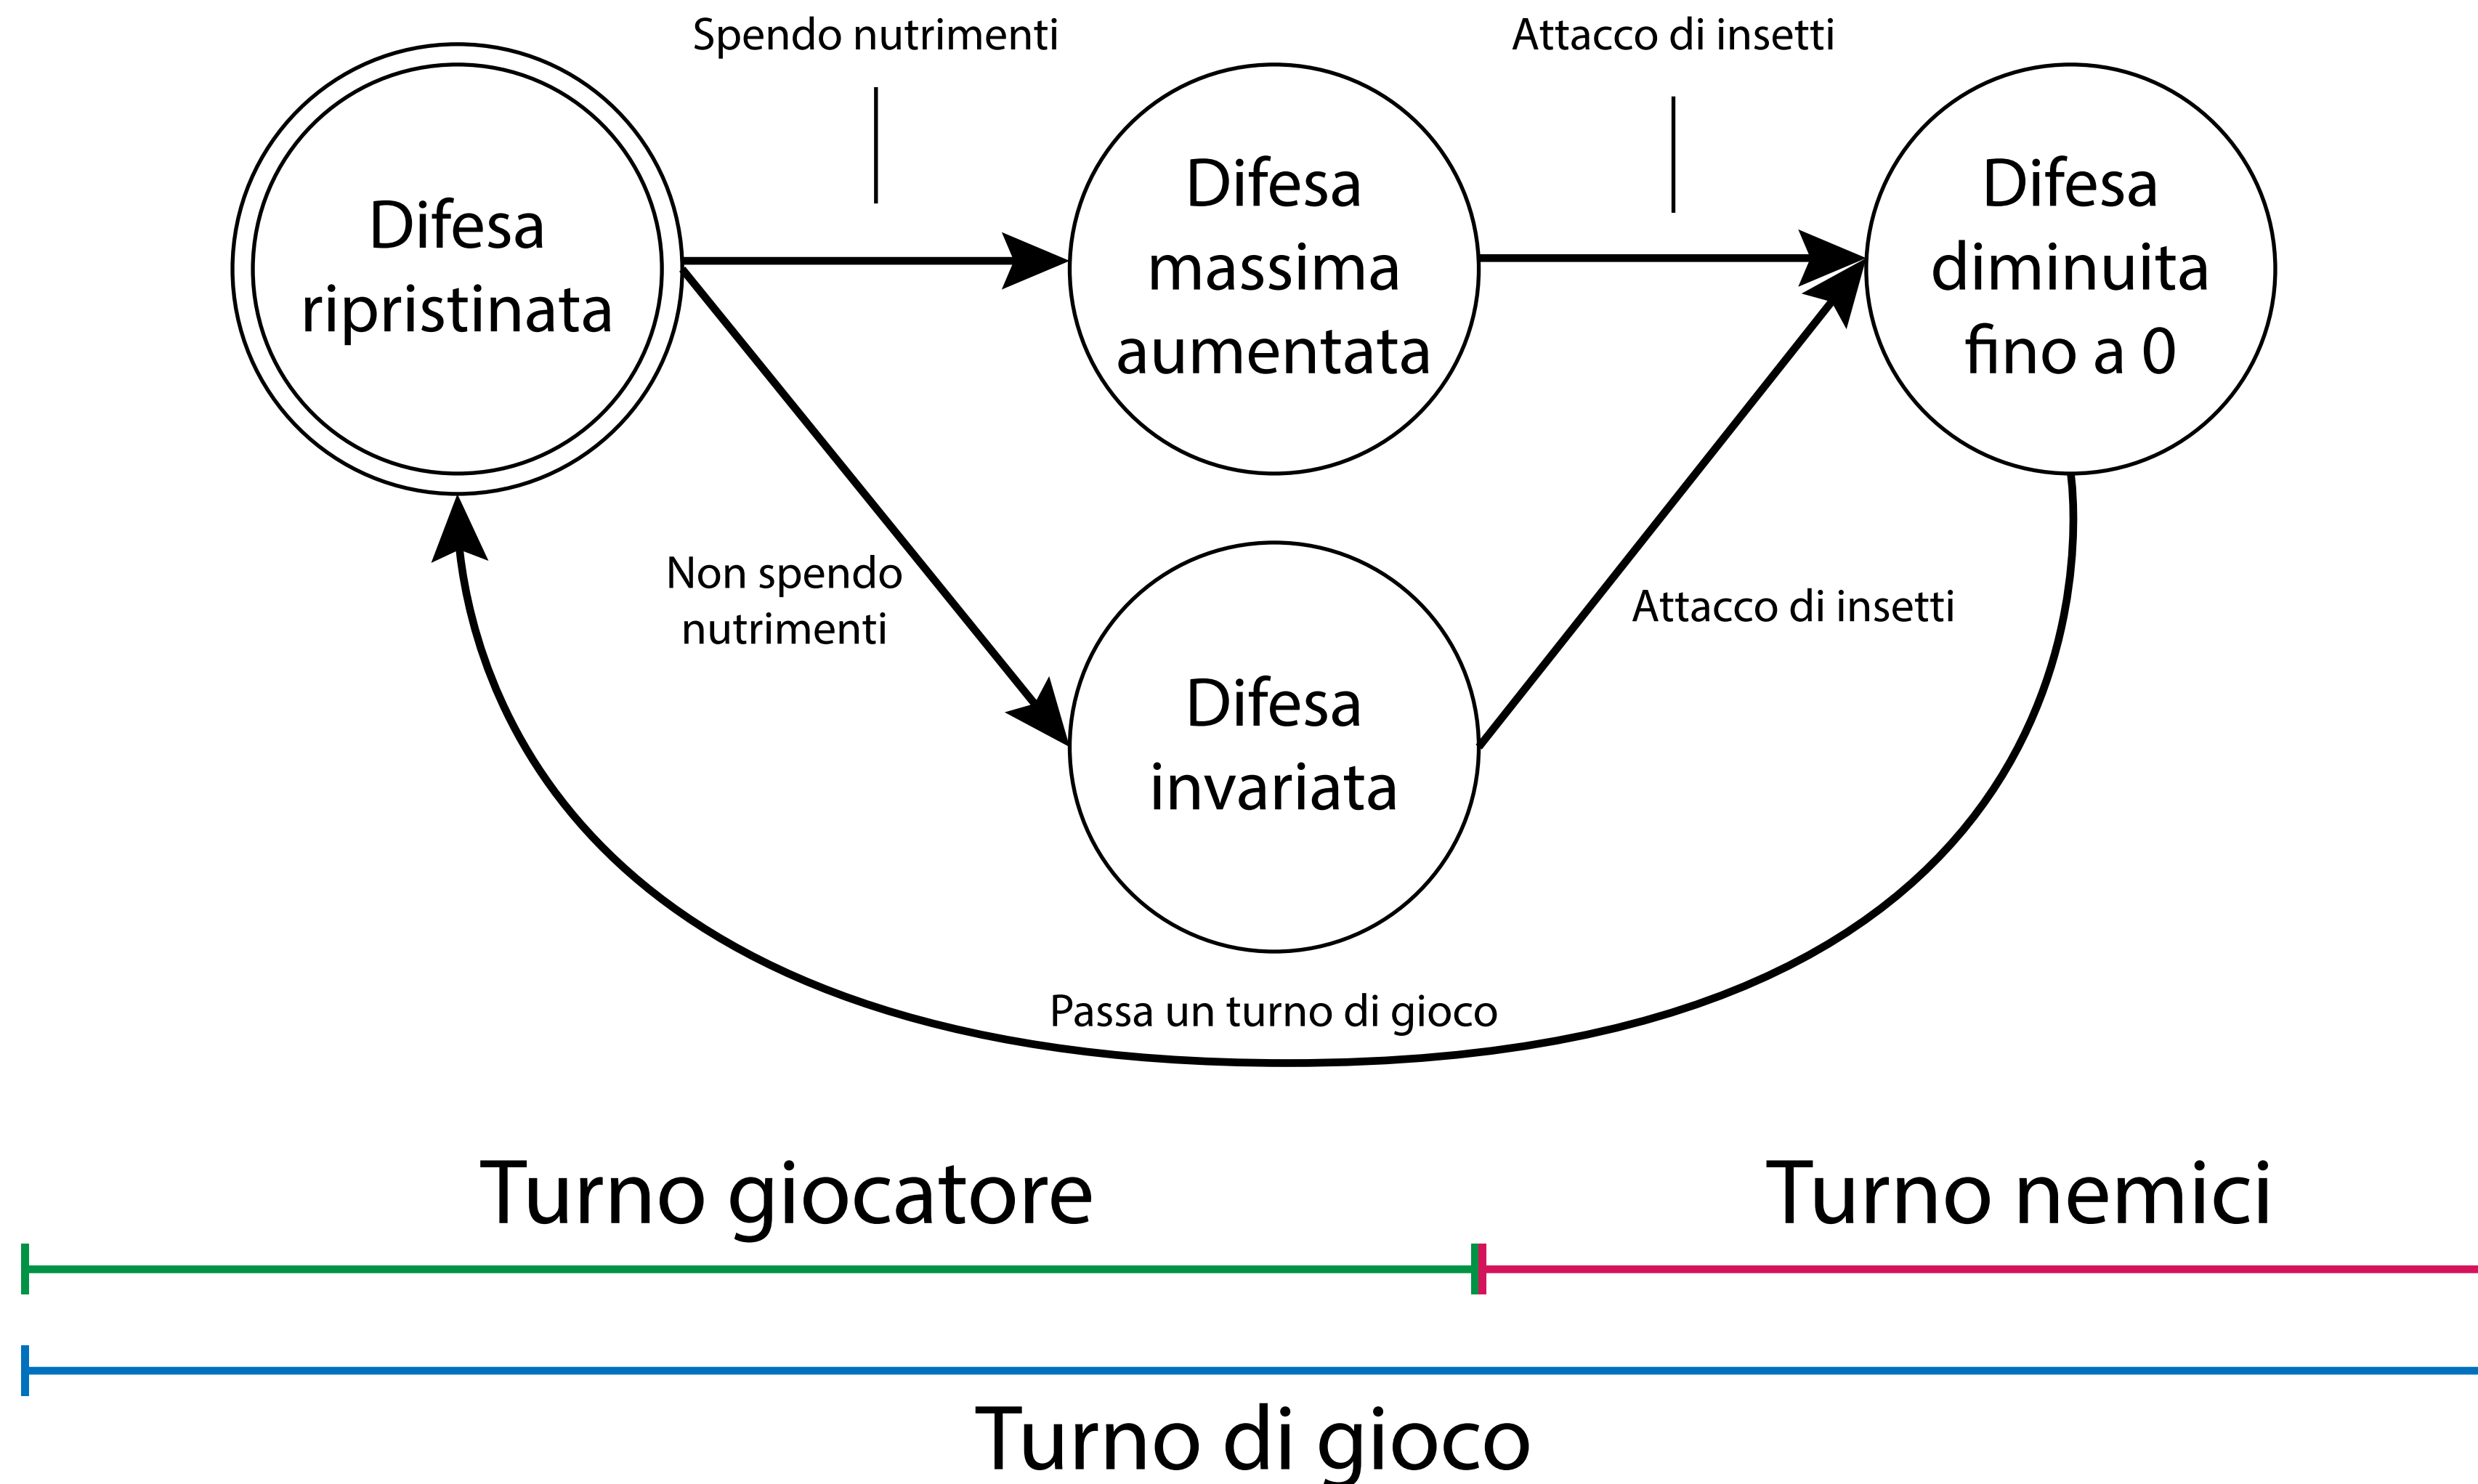 Spendo nutrimenti
Attacco di insetti
Difesa
ripristinata
Difesa
massima
aumentata
Difesa
diminuita
fino a 0
Non spendo
nutrimenti
Attacco di insetti
Difesa
invariata
Passa un turno di gioco
Turno giocatore
Turno nemici
Turno di gioco